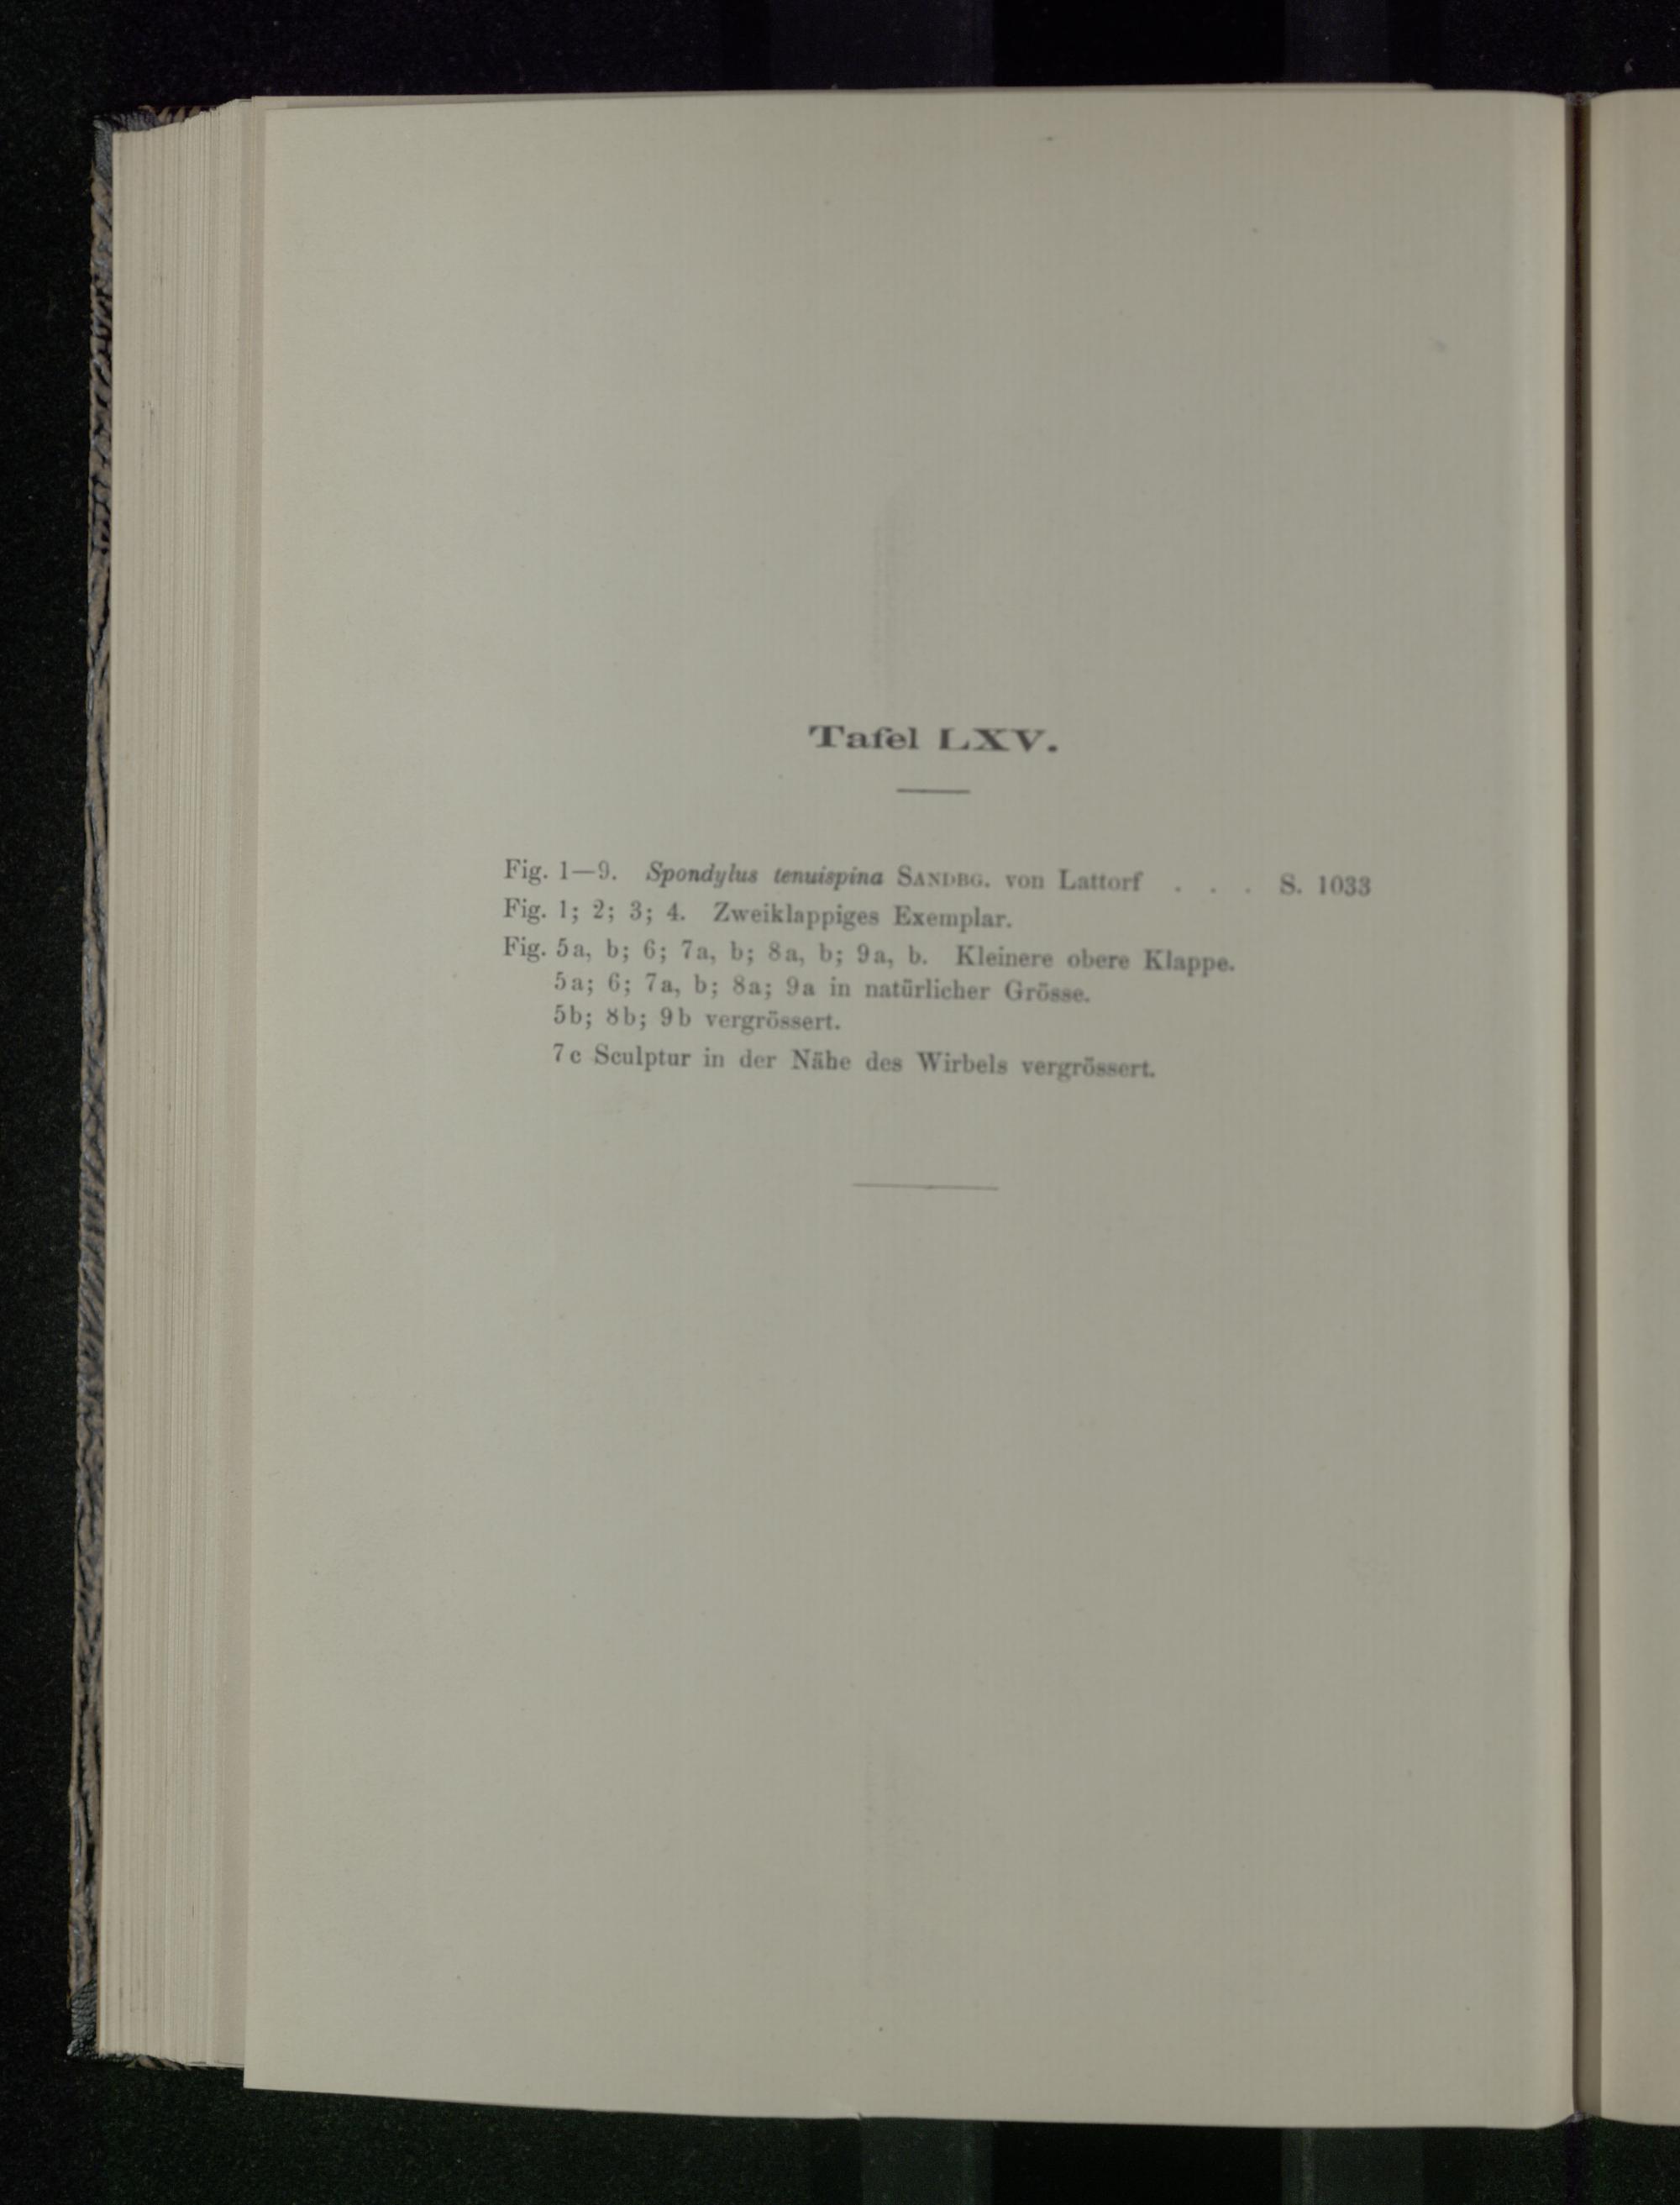 Tafel LXV.
Fig. 1—9. Spondylus tenuispina SANDBG. von Lattorf . . . S. 1033
Fig. 1; 2; 3; 4. Zweiklappiges Exemplar.
Fig. 5a, b; 6; 7a, b; 8a, b; 9a, b. Kleinere obere Klappe.
5a; 6; 7a, b; 8a; 9a in natürlicher Grösse.
5b; 8b; 9b vergrössert.
7c Sculptur in der Nähe des Wirbels vergrössert.